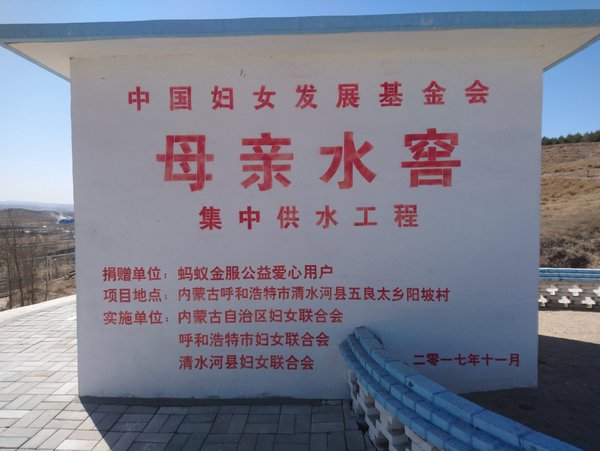 中国妇女发展基金会
母亲水窖
集中供水工程
捐赠单位：蚂蚁金服公益爱心用户
项目地点：内蒙古呼和浩特市清水河县五良太乡阳坡村
实施单位：内蒙古自治区妇女联合会
呼和浩特市妇女联合会
清水河县妇女联合会
二零一七年十一月